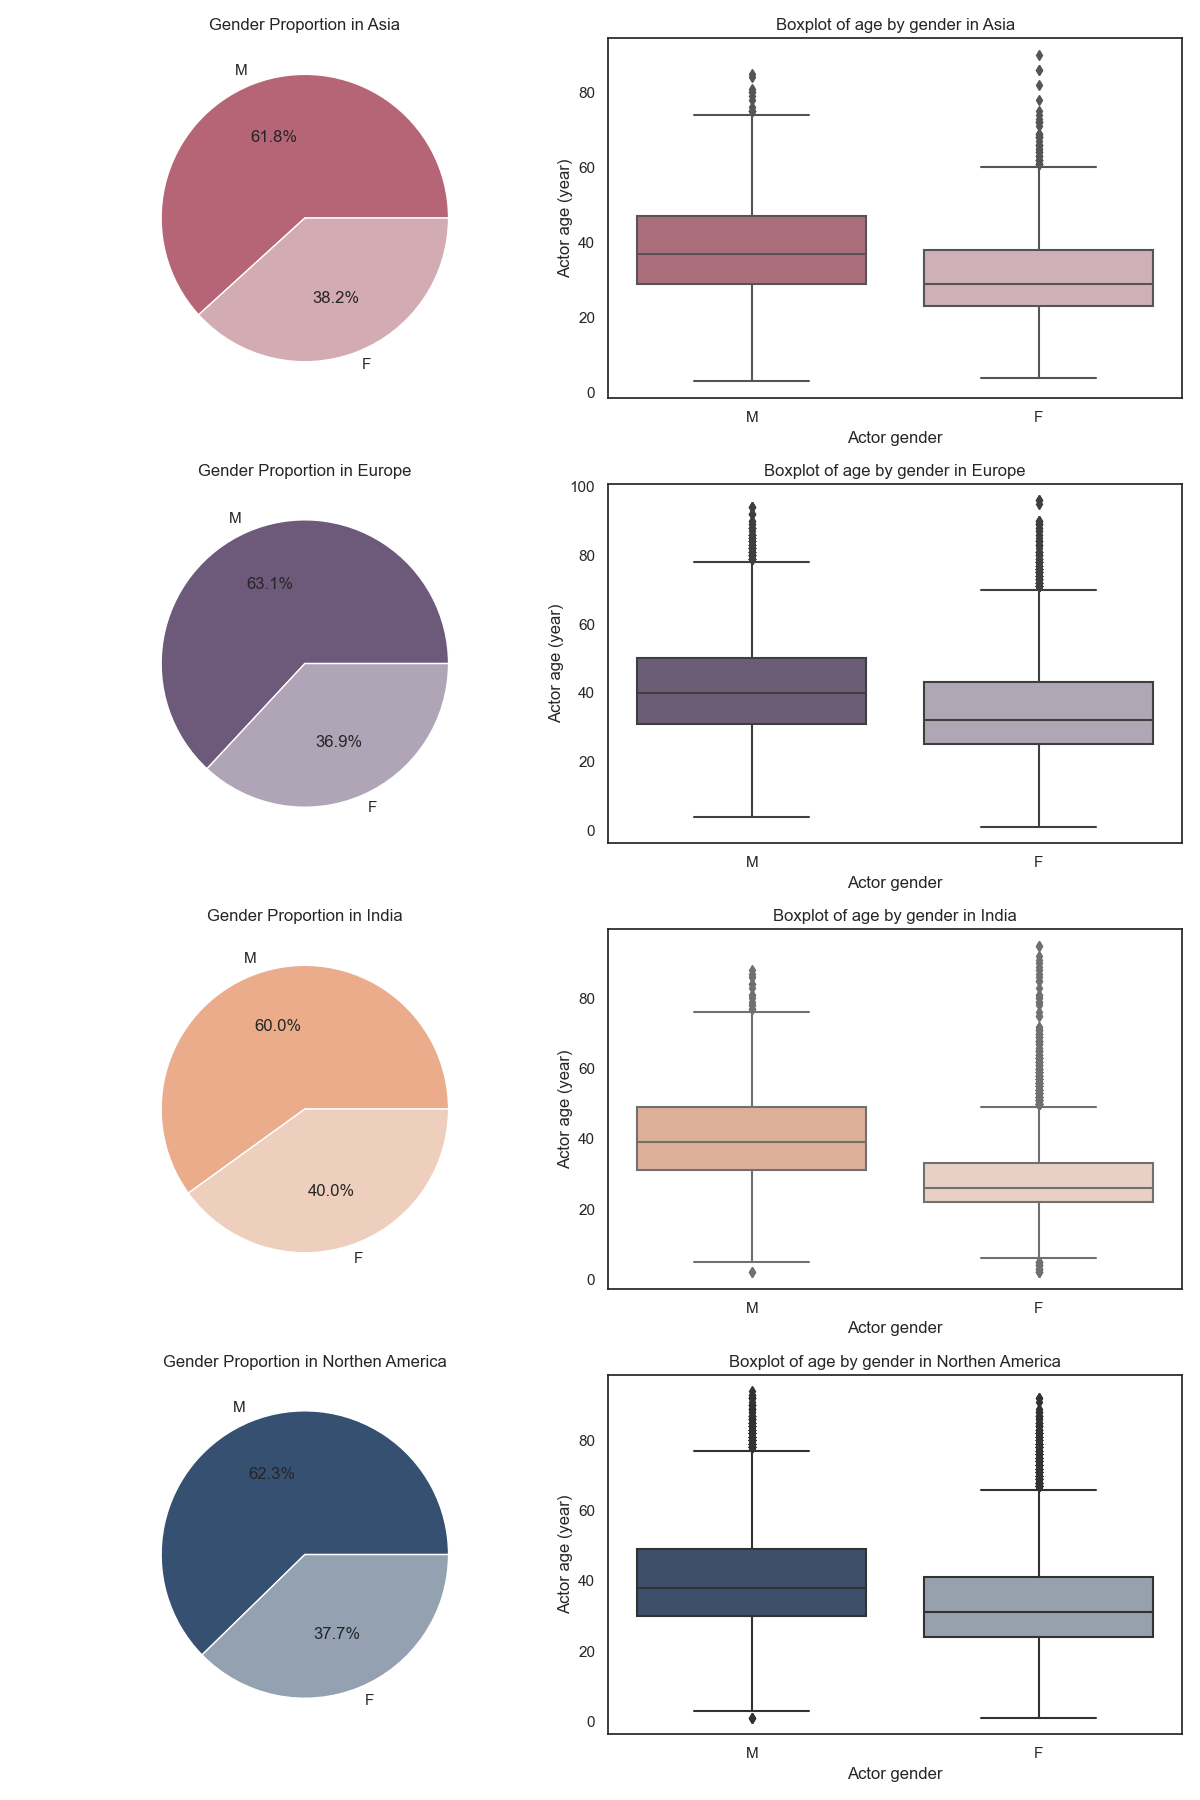 Gender Proportion in Asia
M
61.8%
38.2%
F
Boxplot of age by gender in Asia
80
60
40
20
0
Actor age (year)
M F
Actor gender
Gender Proportion in Europe
M
63.1%
36.9%
F
Boxplot of age by gender in Europe
100
80
60
40
20
0
Actor age (year)
M F
Actor gender
Gender Proportion in India
M
60.0%
40.0%
F
Boxplot of age by gender in India
80
60
40
20
0
Actor age (year)
M F
Actor gender
Gender Proportion in Northen America
M
62.3%
37.7%
F
Boxplot of age by gender in Northen America
80
60
40
20
0
Actor age (year)
M F
Actor gender